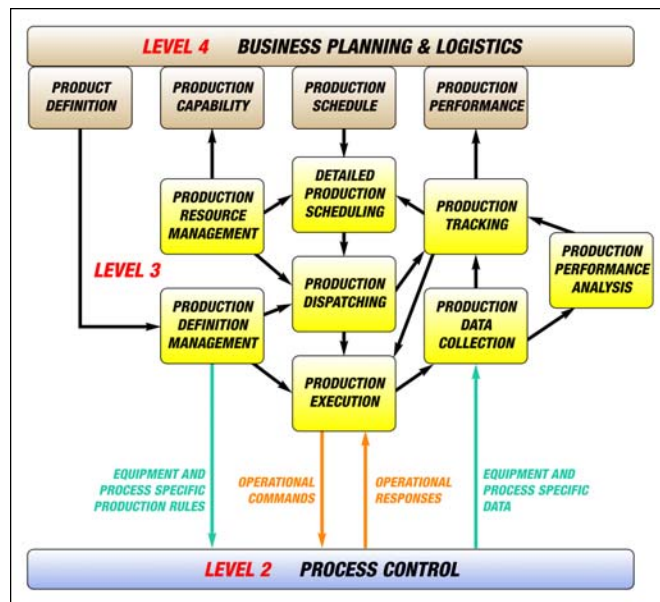 LEVEL 4 BUSINESS PLANNING & LOGISTICS
PRODUCT
DEFINITION
PRODUCTION
CAPABILITY
PRODUCTION
SCHEDULE
PRODUCTION
PERFORMANCE
PRODUCTION
RESOURCE
MANAGEMENT
DETAILED
PRODUCTION
SCHEDULING
PRODUCTION
TRACKING
PRODUCTION
PERFORMANCE
ANALYSIS
LEVEL 3
PRODUCTION
DISPATCHING
PRODUCTION
DEFINITION
MANAGEMENT
PRODUCTION
DATA
COLLECTION
PRODUCTION
EXECUTION
EQUIPMENT AND
PROCESS SPECIFIC
PRODUCTION RULES
OPERATIONAL
COMMANDS
OPERATIONAL
RESPONSES
EQUIPMENT AND
PROCESS SPECIFIC
DATA
LEVEL 2 PROCESS CONTROL